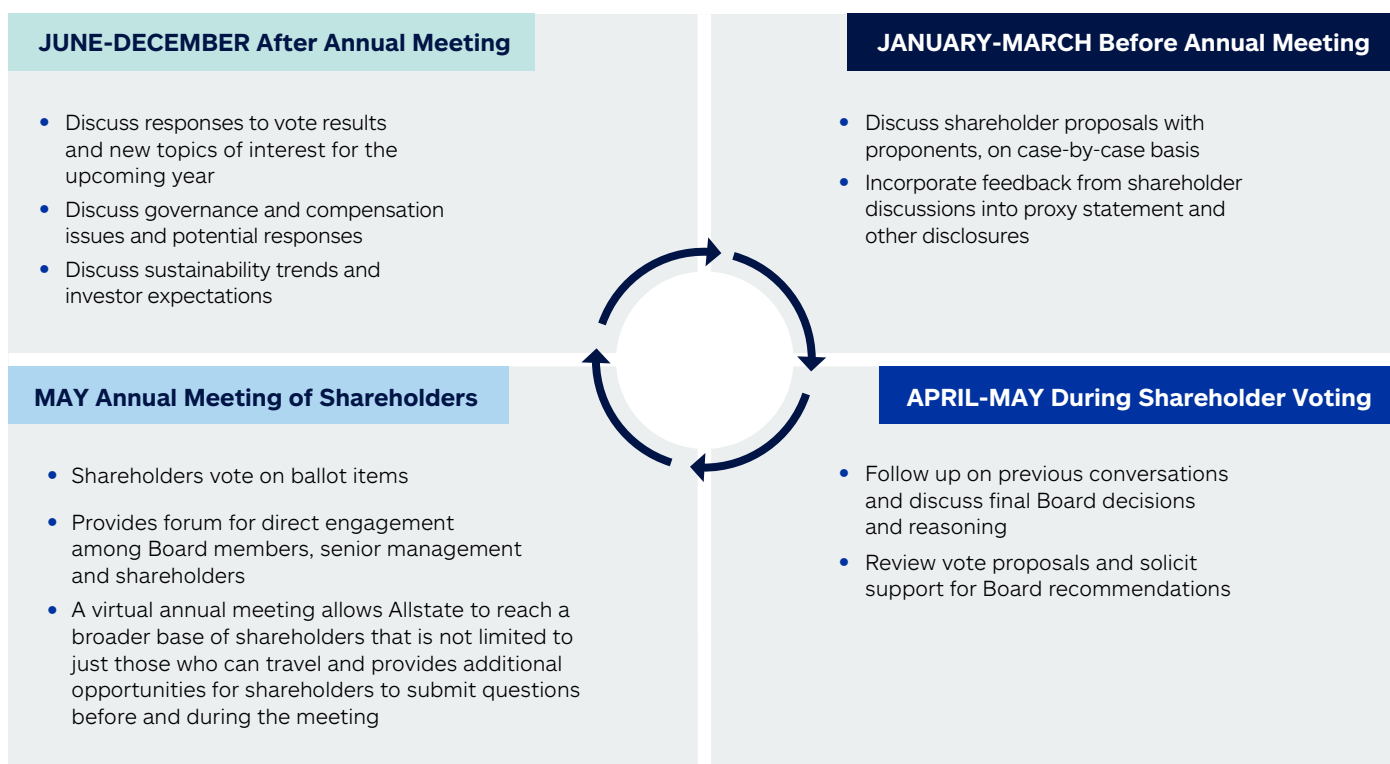 JUNE-DECEMBER After Annual Meeting
• Discuss responses to vote results
and new topics of interest for the
upcoming year
• Discuss governance and compensation
issues and potential responses
• Discuss sustainability trends and
investor expectations
JANUARY-MARCH Before Annual Meeting
• Discuss shareholder proposals with
proponents, on case-by-case basis
• Incorporate feedback from shareholder
discussions into proxy statement and
other disclosures
MAY Annual Meeting of Shareholders
• Shareholders vote on ballot items
• Provides forum for direct engagement
among Board members, senior management
and shareholders
• A virtual annual meeting allows Allstate to reach a
broader base of shareholders that is not limited to
just those who can travel and provides additional
opportunities for shareholders to submit questions
before and during the meeting
APRIL-MAY During Shareholder Voting
• Follow up on previous conversations
and discuss final Board decisions
and reasoning
• Review vote proposals and solicit
support for Board recommendations